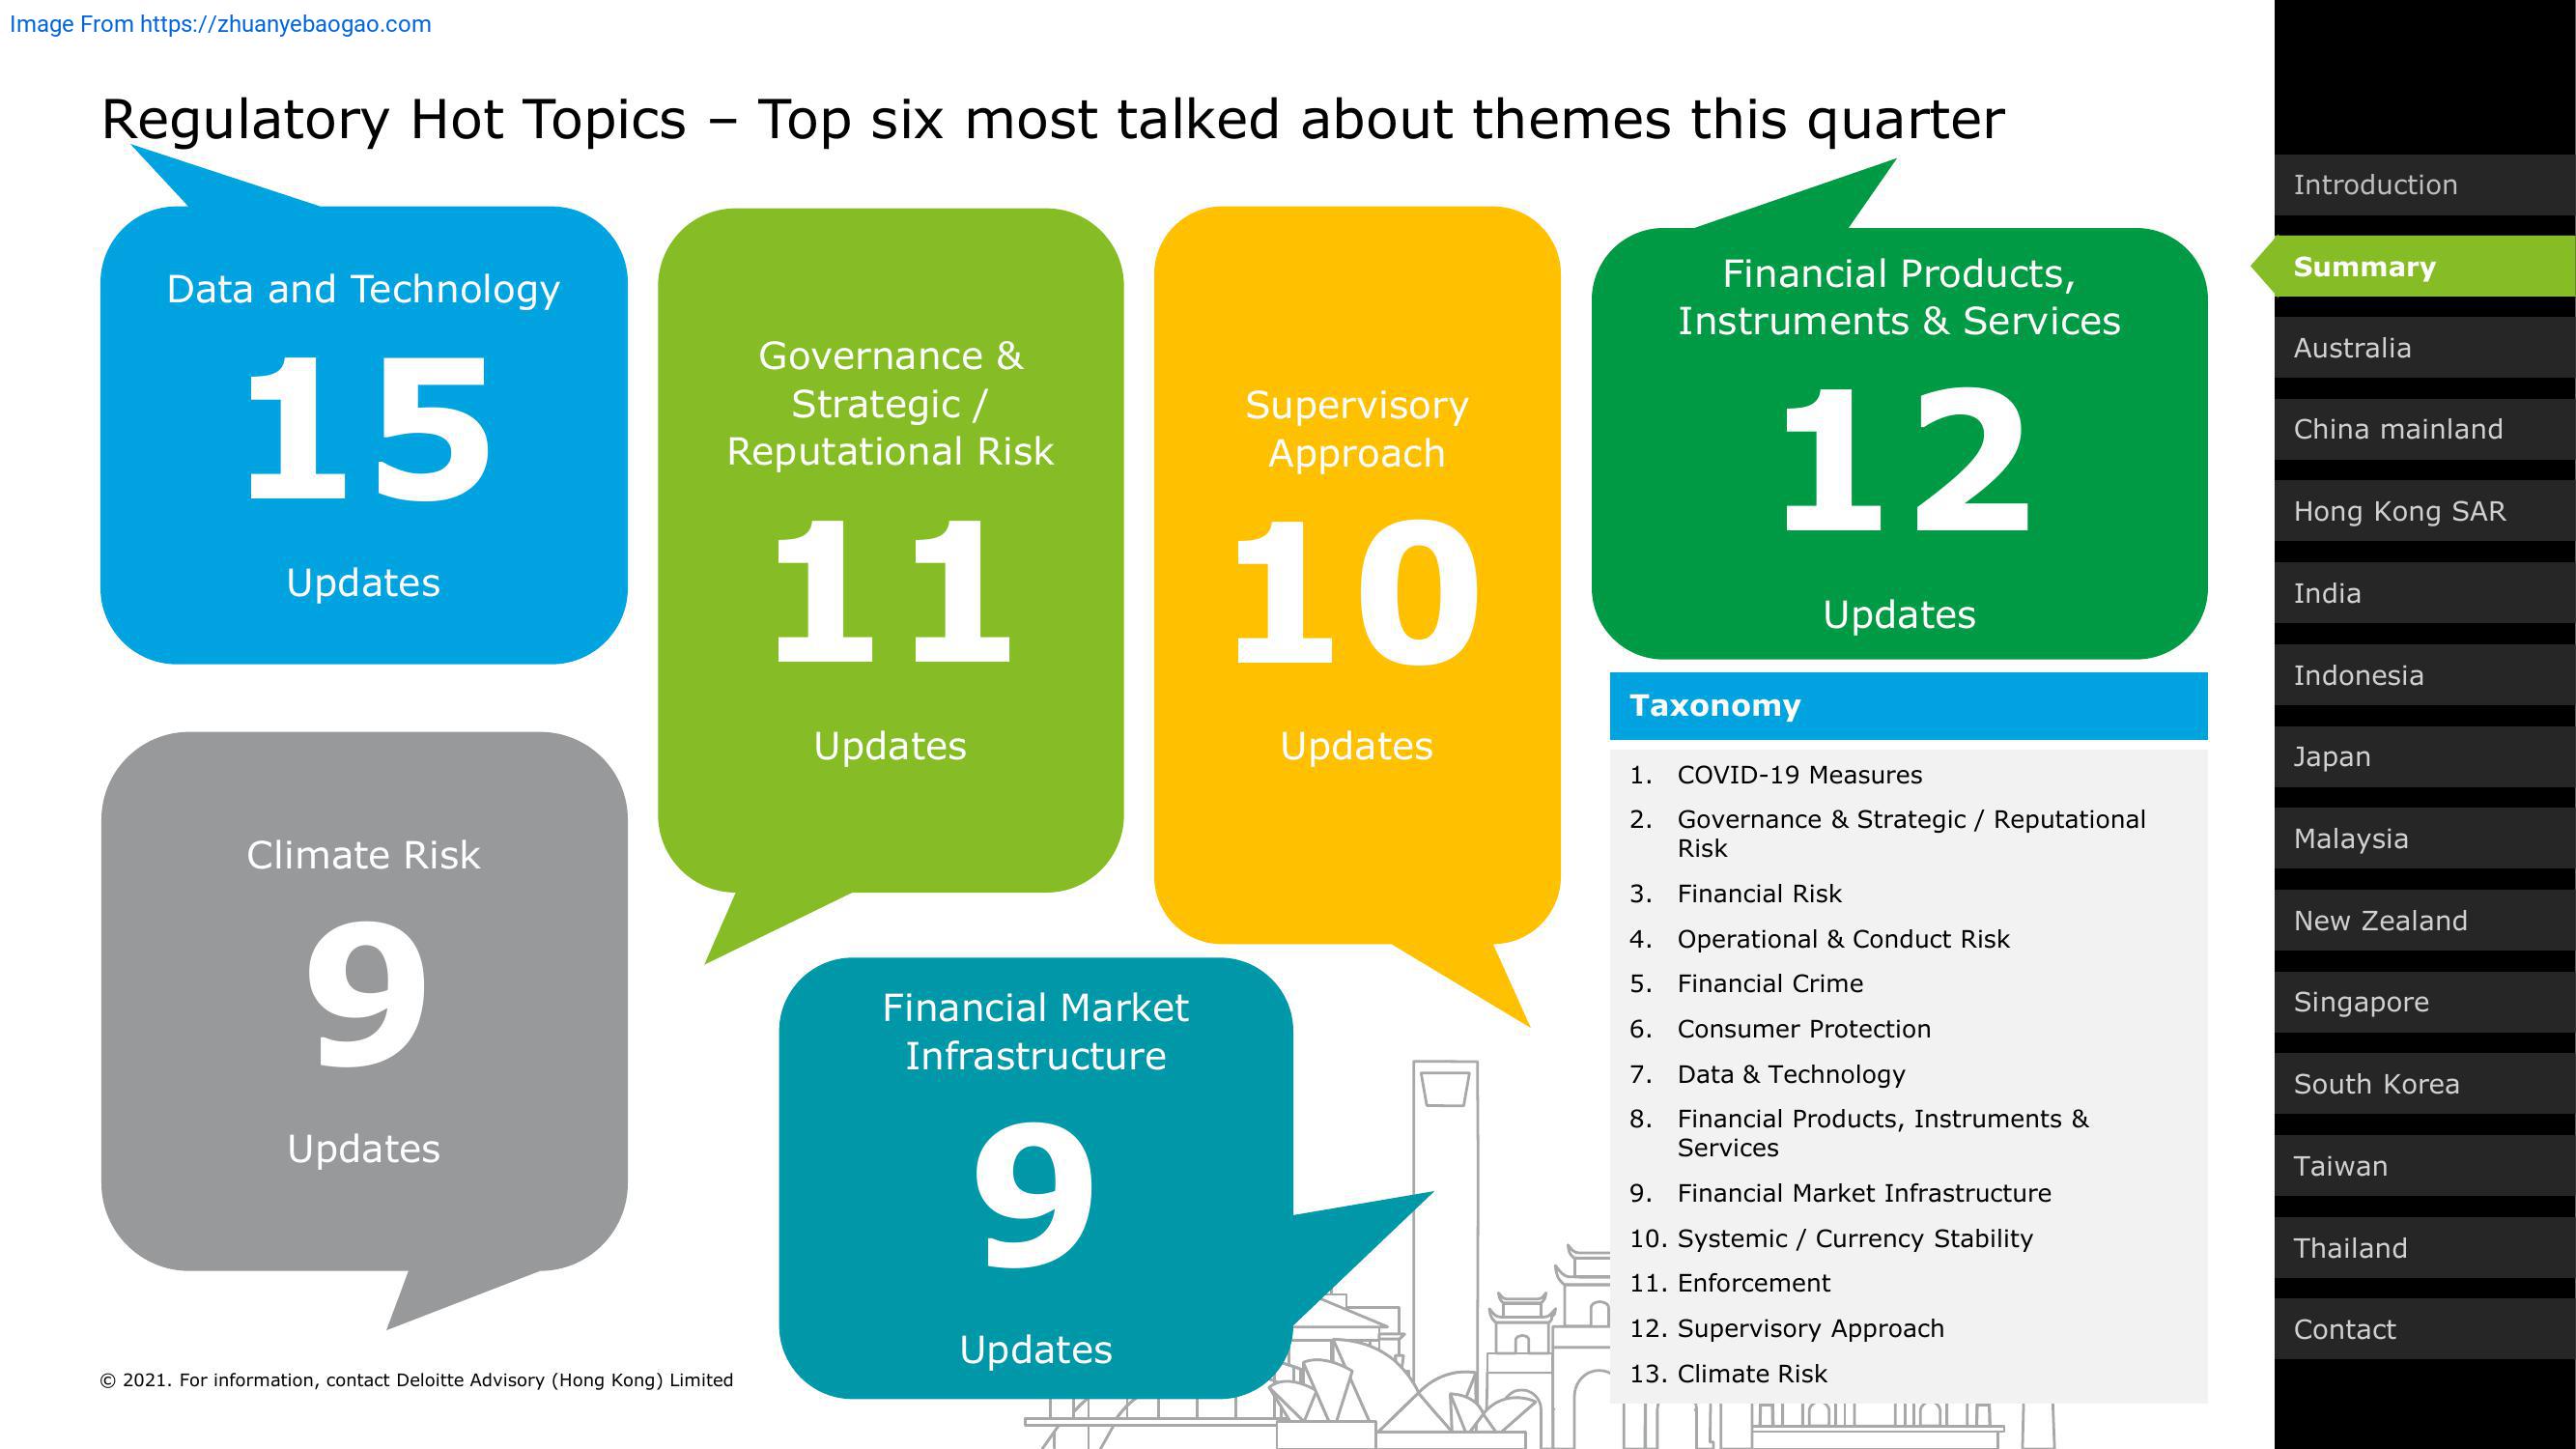 Image From https://zhuanyebaogao.com
Regulatory Hot Topics – Top six most talked about themes this quarter
Data and Technology
15
Updates
Governance &
Strategic /
Reputational Risk
11
Updates
Supervisory
Approach
10
Updates
Financial Products,
Instruments & Services
12
Updates
Climate Risk
9
Updates
Financial Market
Infrastructure
9
Updates
Taxonomy
1. COVID-19 Measures
2. Governance & Strategic / Reputational
Risk
3. Financial Risk
4. Operational & Conduct Risk
5. Financial Crime
6. Consumer Protection
7. Data & Technology
8. Financial Products, Instruments &
Services
9. Financial Market Infrastructure
10. Systemic / Currency Stability
11. Enforcement
12. Supervisory Approach
13. Climate Risk
© 2021. For information, contact Deloitte Advisory (Hong Kong) Limited
Introduction
Summary
Australia
China mainland
Hong Kong SAR
India
Indonesia
Japan
Malaysia
New Zealand
Singapore
South Korea
Taiwan
Thailand
Contact